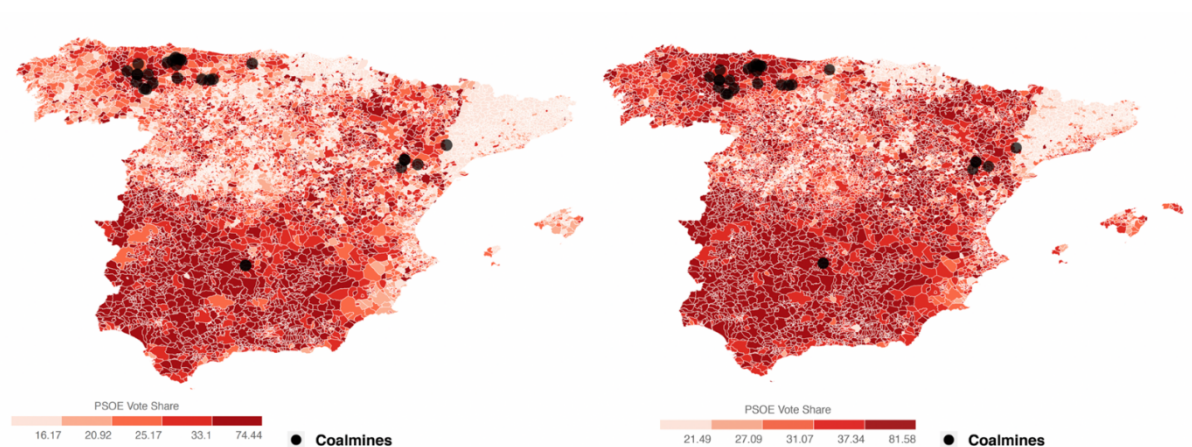 PSOE Vote Share
16.17 20.92 25.17 33.1 74.44
Coalmines
PSOE Vote Share
21.49 27.09 31.07 37.34 81.58
Coalmines